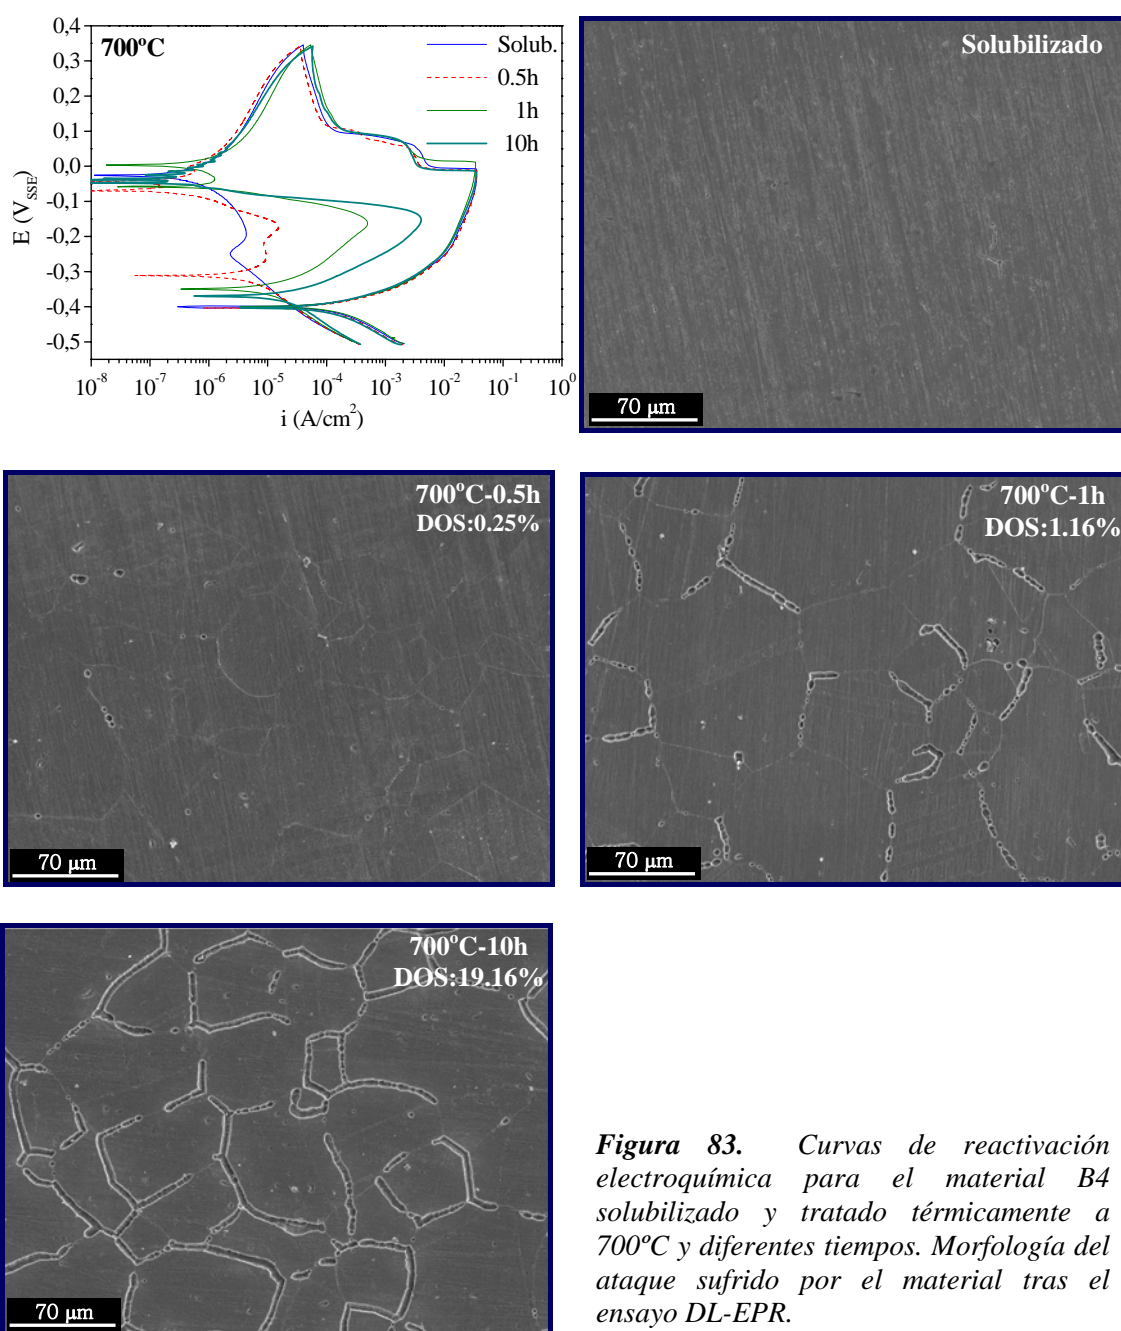 700ºC
Solub.
0.5h
1h
10h
0,4
0,3
0,2
0,1
0,0
-0,1
-0,2
-0,3
-0,4
-0,5
E (V_SSE)
10^-8 10^-7 10^-6 10^-5 10^-4 10^-3 10^-2 10^-1 10^0
i (A/cm^2)
Solubilizado
70 µm
700ºC-0.5h
DOS:0.25%
70 µm
700ºC-1h
DOS:1.16%
70 µm
700ºC-10h
DOS:19.16%
70 µm
Figura 83. Curvas de reactivación
electroquímica para el material B4
solubilizado y tratado térmicamente a
700ºC y diferentes tiempos. Morfología del
ataque sufrido por el material tras el
ensayo DL-EPR.